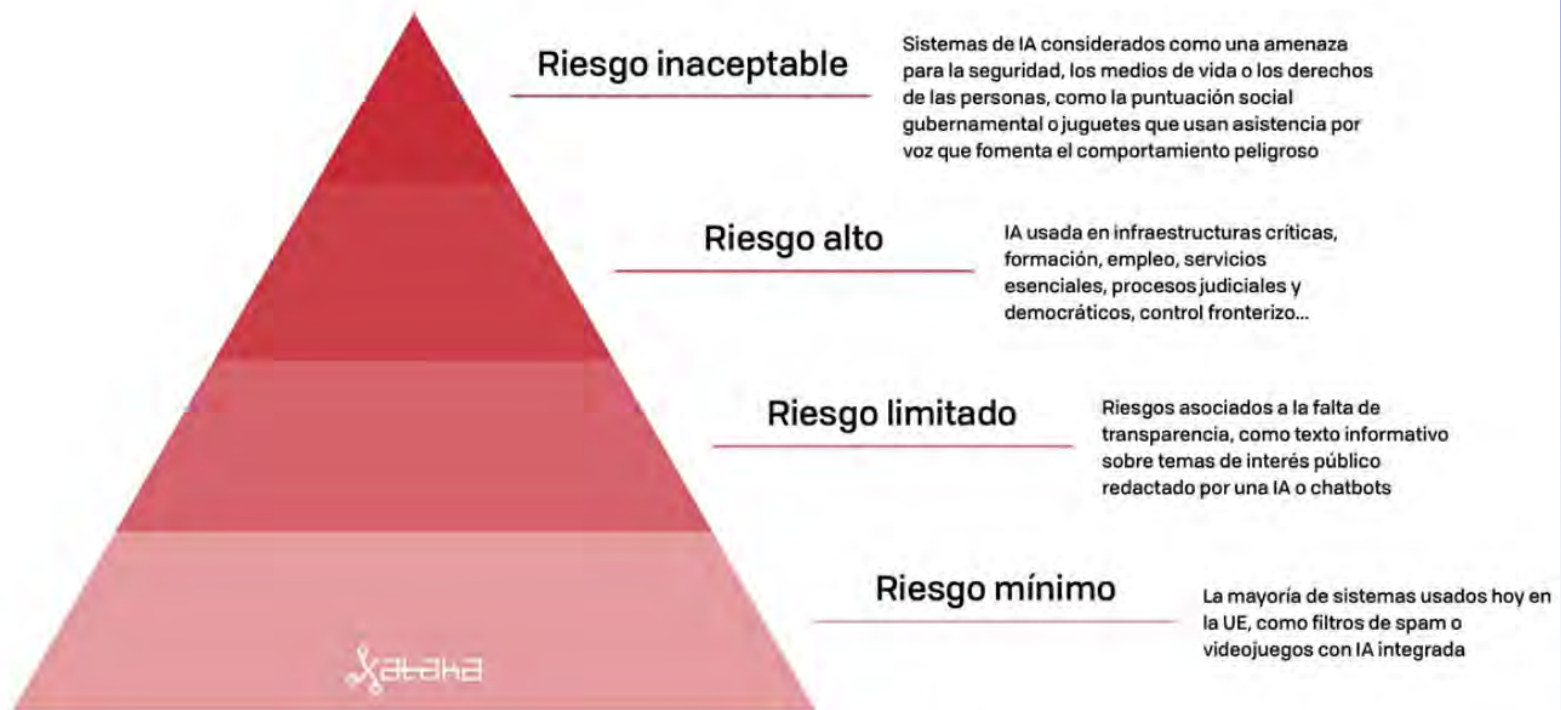 Riesgo inaceptable
Sistemas de IA considerados como una amenaza
para la seguridad, los medios de vida o los derechos
de las personas, como la puntuación social
gubernamental o juguetes que usan asistencia por
voz que fomenta el comportamiento peligroso
Riesgo alto
IA usada en infraestructuras críticas,
formación, empleo, servicios
esenciales, procesos judiciales y
democráticos, control fronterizo...
Riesgo limitado
Riesgos asociados a la falta de
transparencia, como texto informativo
sobre temas de interés público
redactado por una IA o chatbots
Riesgo mínimo
La mayoría de sistemas usados hoy en
la UE, como filtros de spam o
videojuegos con IA integrada
Xataka